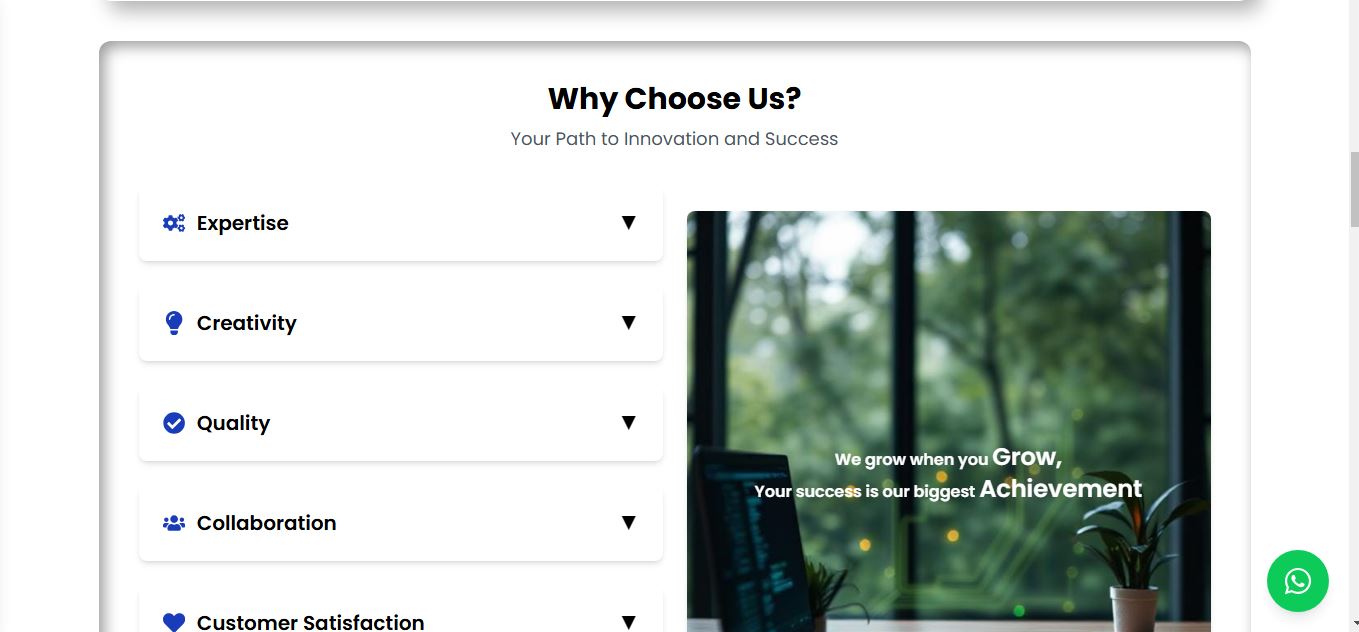 Why Choose Us?
Your Path to Innovation and Success
Expertise
Creativity
Quality
Collaboration
Customer Satisfaction
We grow when you Grow,
Your success is our biggest Achievement